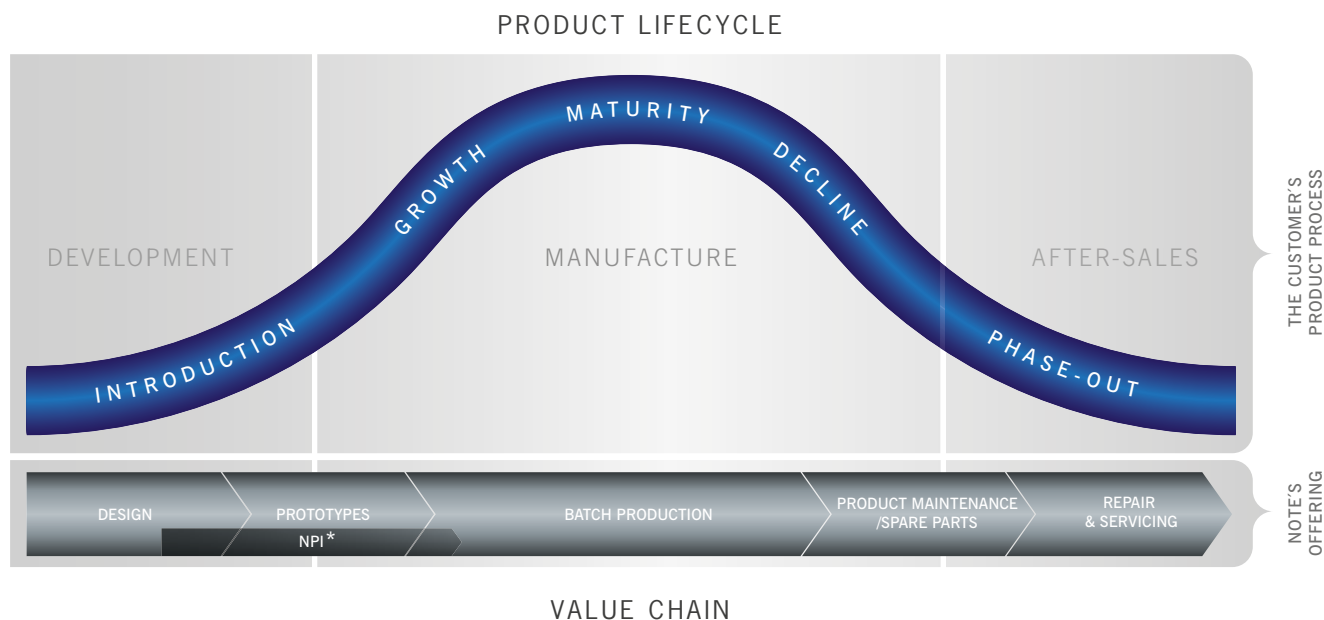 PRODUCT LIFECYCLE
MATURITY
GROWTH
DECLINE
DEVELOPMENT
MANUFACTURE
AFTER-SALES
THE CUSTOMER'S
PRODUCT PROCESS
INTRODUCTION
PHASE-OUT
DESIGN
PROTOTYPES
NPI*
BATCH PRODUCTION
PRODUCT MAINTENANCE
/SPARE PARTS
REPAIR
& SERVICING
NOTE'S
OFFERING
VALUE CHAIN